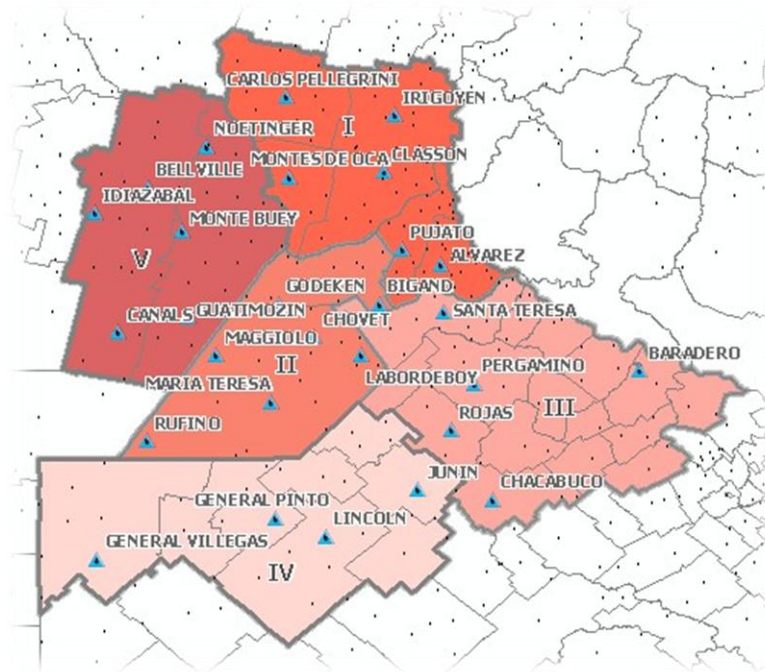 CARLOS PELLEGRINI
IRIGOYEN
I
NOETINGER
BELLVILLE
MONTES DE OCA
CLASSON
IDIAZABAL
MONTE BUEY
PUJATO
ALVAREZ
V
GODEKEN
BIGAND
CANALS
GUATIMOZIN
CHOVET
SANTA TERESA
MAGGIOLO
II
LABORDEBOY
PERGAMINO
BARADERO
MARIA TERESA
III
RUFINO
ROJAS
JUNIN
CHACABUCO
GENERAL PINTO
LINCOLN
GENERAL VILLEGAS
IV